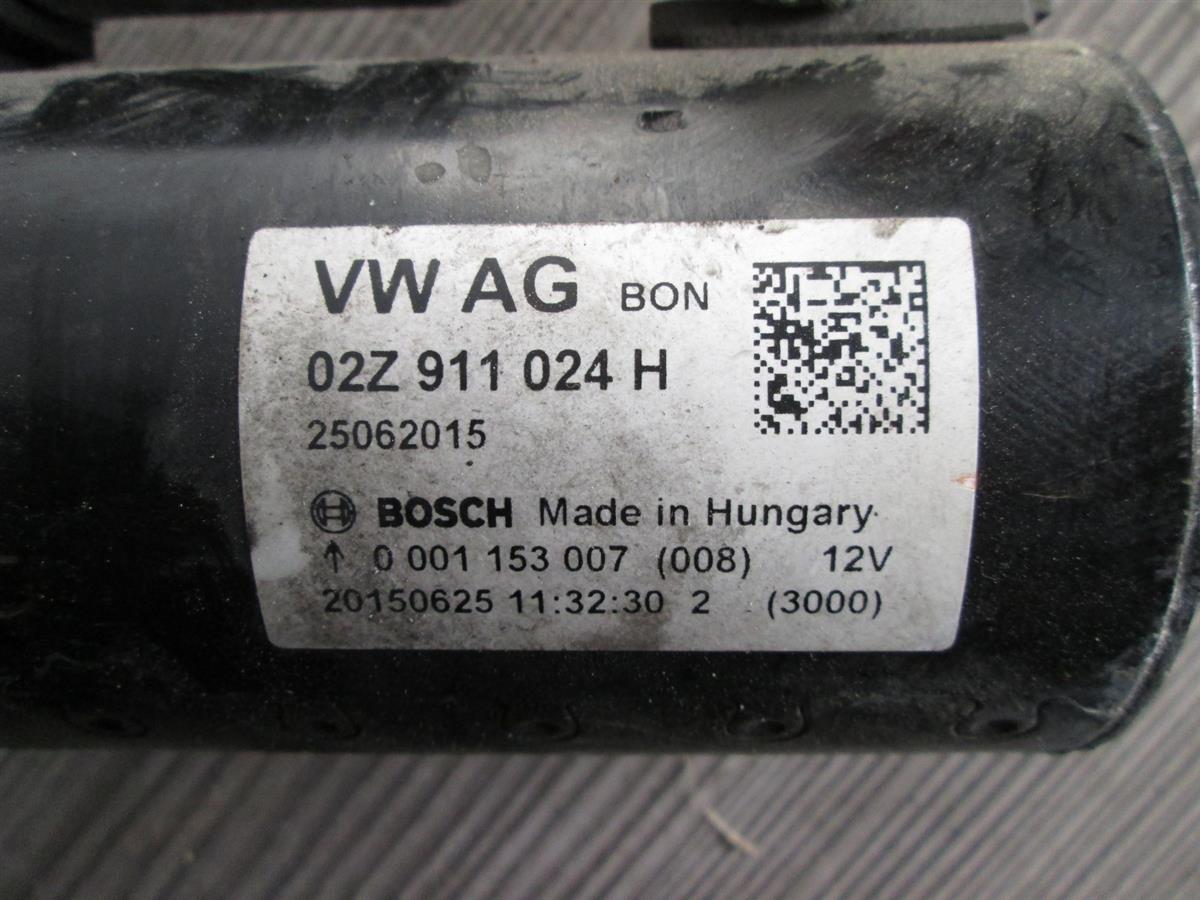 VW AG BON
02Z 911 024 H
25062015
BOSCH Made in Hungary
↑ 0 001 153 007 (008) 12V
20150625 11:32:30 2 (3000)